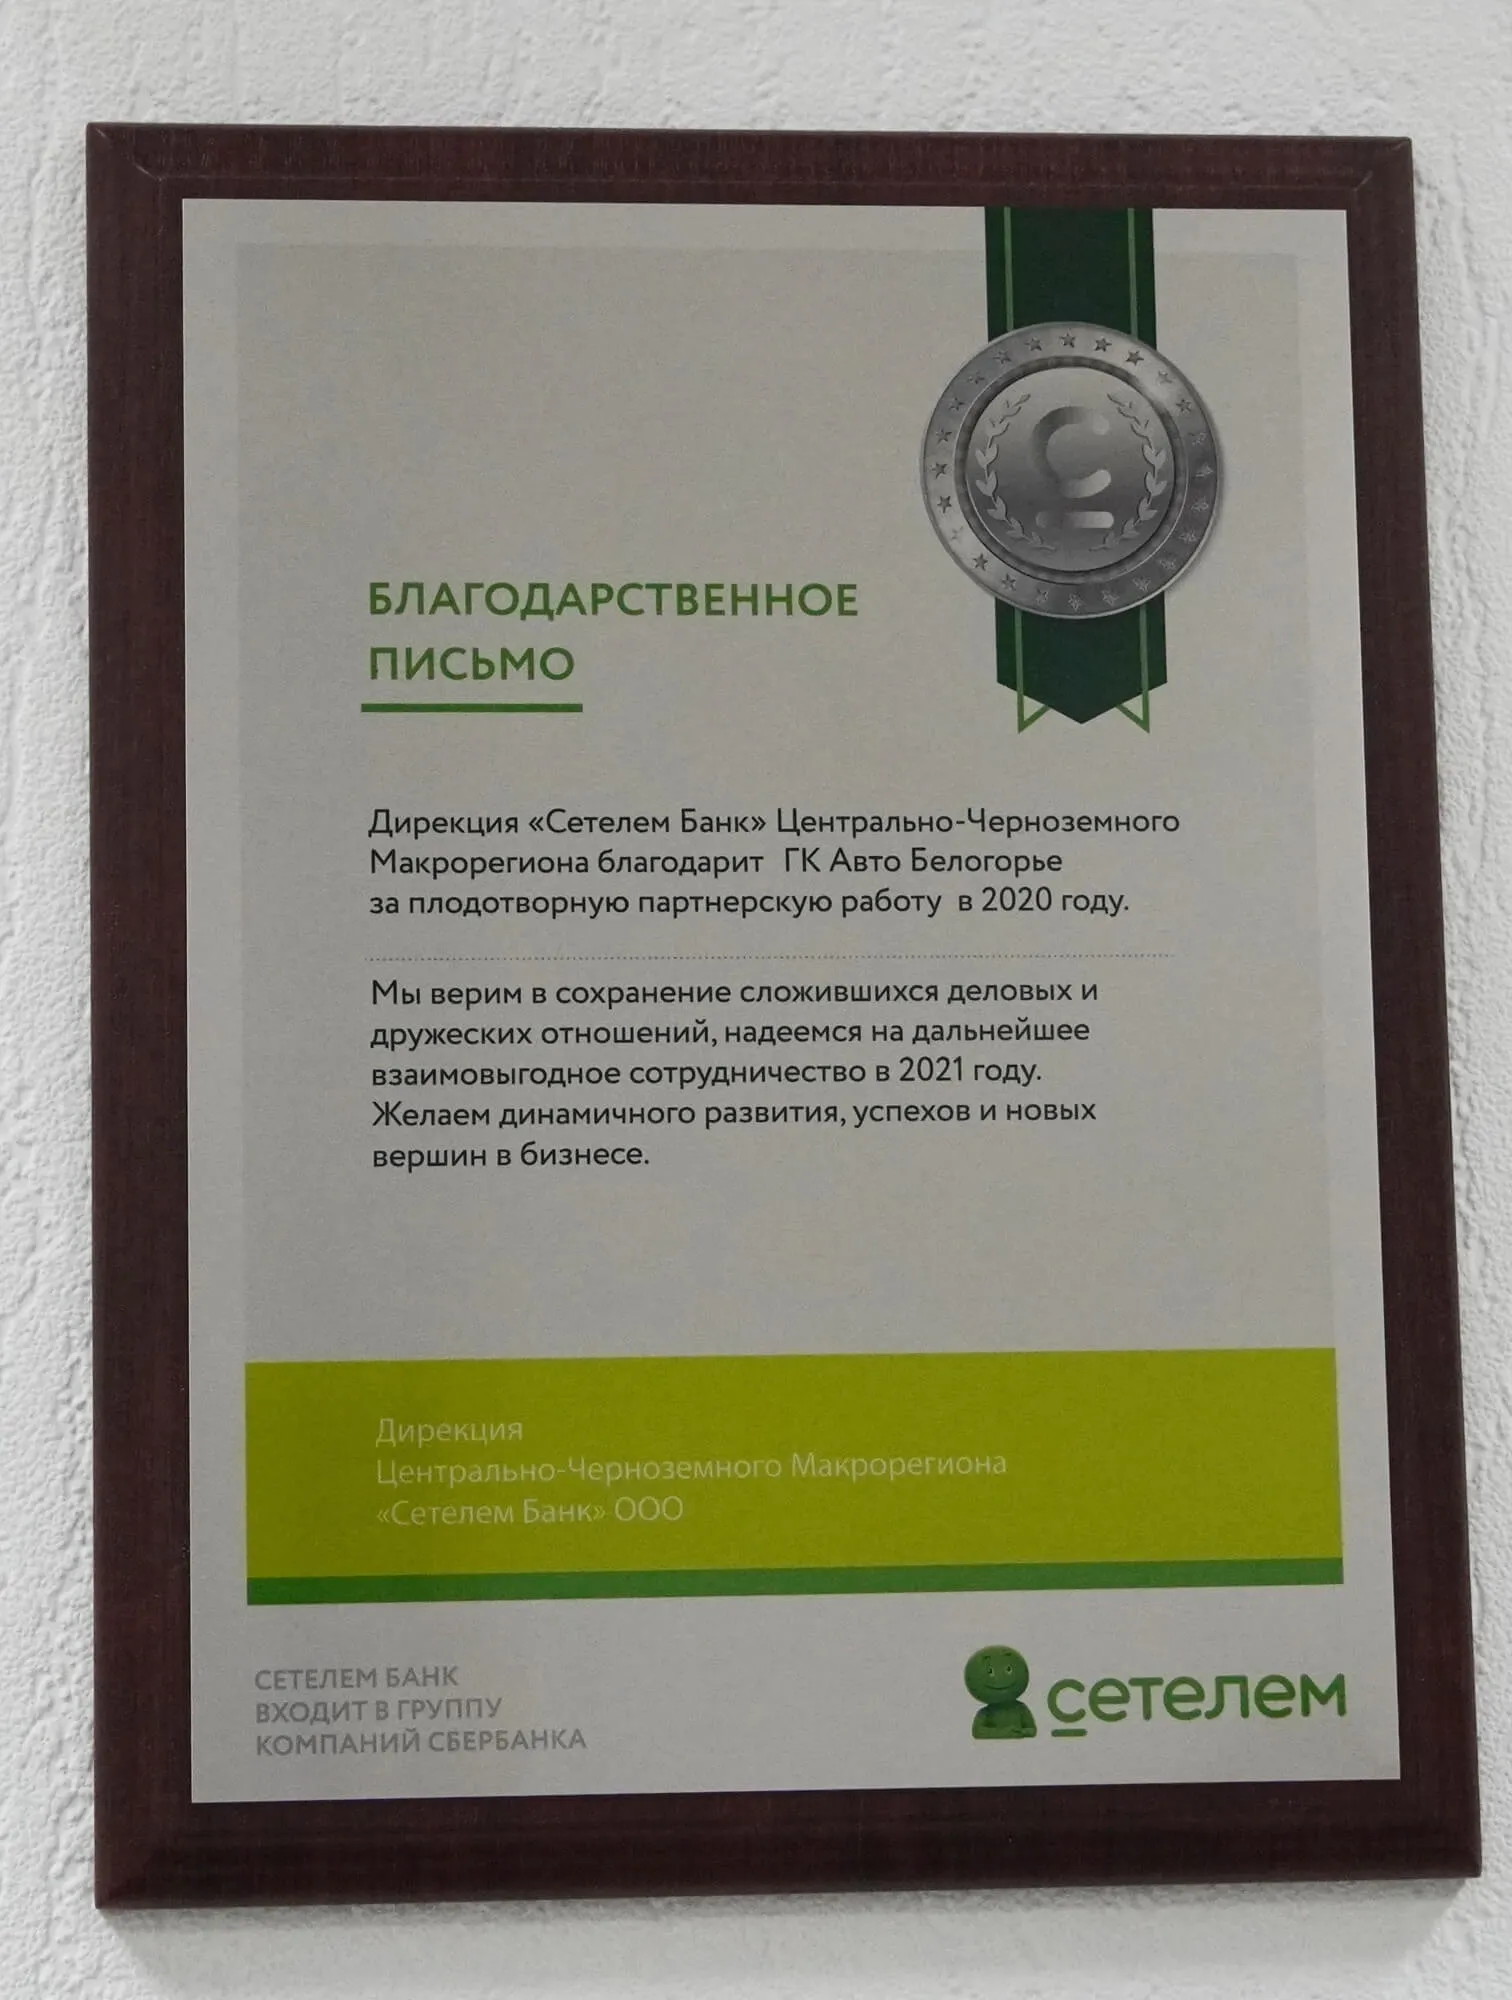 БЛАГОДАРСТВЕННОЕ
ПИСЬМО
Дирекция «Сетелем Банк» Центрально-Черноземного
Макрорегиона благодарит ГК Авто Белогорье
за плодотворную партнерскую работу в 2020 году.
Мы верим в сохранение сложившихся деловых и
дружеских отношений, надеемся на дальнейшее
взаимовыгодное сотрудничество в 2021 году.
Желаем динамичного развития, успехов и новых
вершин в бизнесе.
Дирекция
Центрально-Черноземного Макрорегиона
«Сетелем Банк» ООО
СЕТЕЛЕМ БАНК
ВХОДИТ В ГРУППУ
КОМПАНИЙ СБЕРБАНКА
сетелем